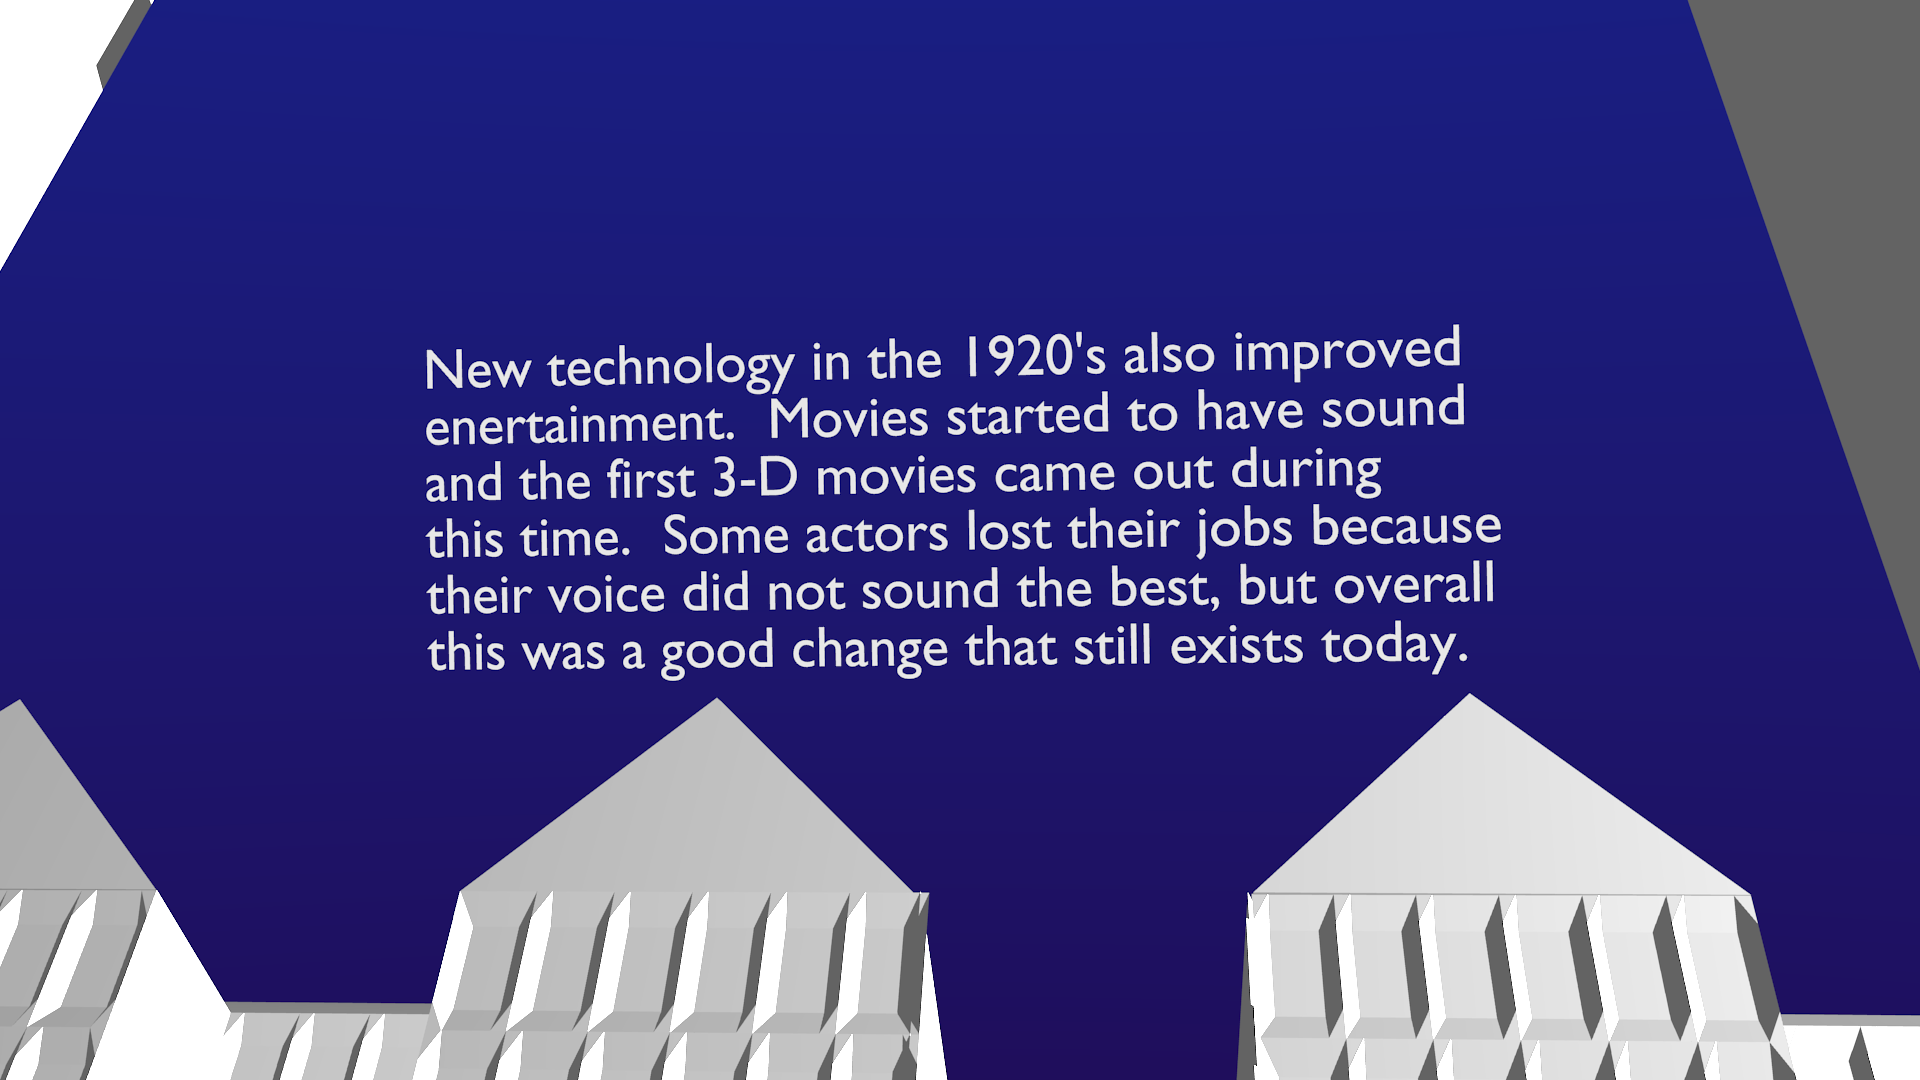 New technology in the 1920's also improved
enertainment.  Movies started to have sound
and the first 3-D movies came out during
this time.  Some actors lost their jobs because
their voice did not sound the best, but overall
this was a good change that still exists today.